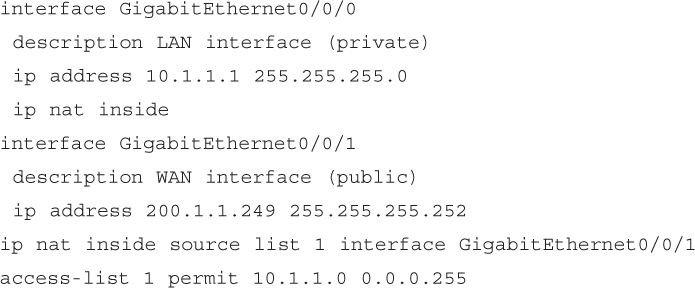 interface GigabitEthernet0/0/0
description LAN interface (private)
ip address 10.1.1.1 255.255.255.0
ip nat inside
interface GigabitEthernet0/0/1
description WAN interface (public)
ip address 200.1.1.249 255.255.255.252
ip nat inside source list 1 interface GigabitEthernet0/0/1
access-list 1 permit 10.1.1.0 0.0.0.255